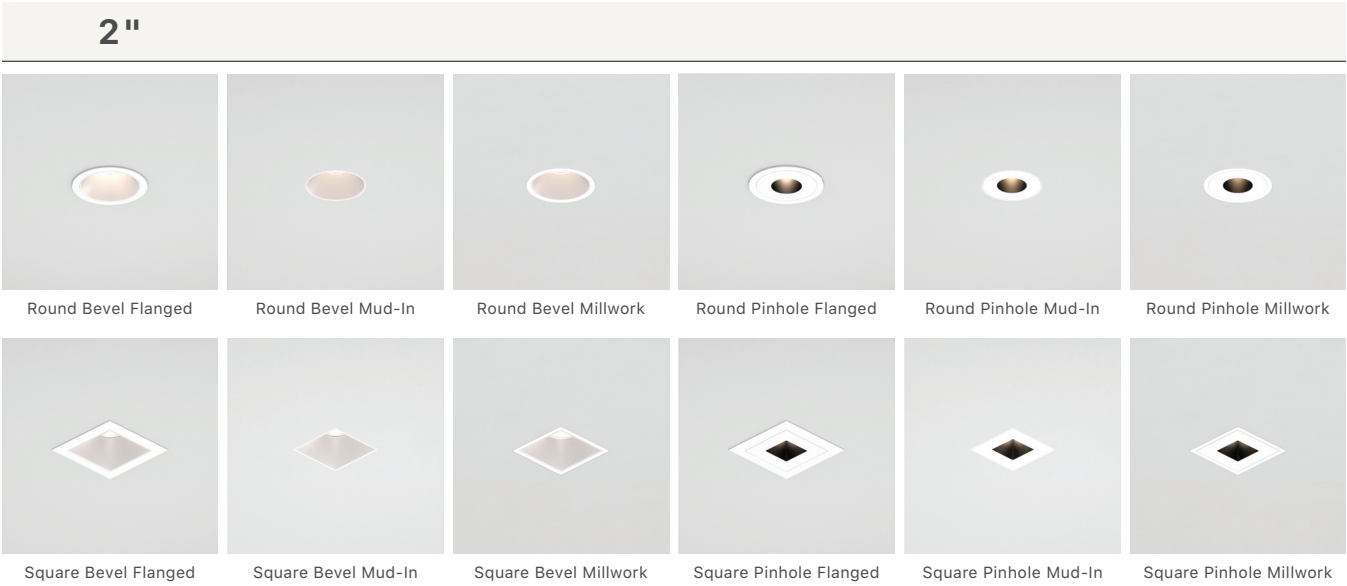 2"
Round Bevel Flanged
Round Bevel Mud-In
Round Bevel Millwork
Round Pinhole Flanged
Round Pinhole Mud-In
Round Pinhole Millwork
Square Bevel Flanged
Square Bevel Mud-In
Square Bevel Millwork
Square Pinhole Flanged
Square Pinhole Mud-In
Square Pinhole Millwork